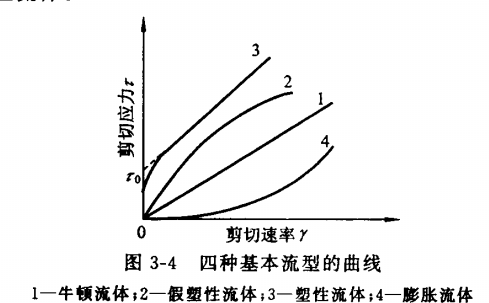 3
2
1
4
剪切应力τ
τ0
0
剪切速率γ
图 3-4 四种基本流型的曲线
1—牛顿流体;2—假塑性流体;3—塑性流体;4—膨胀流体